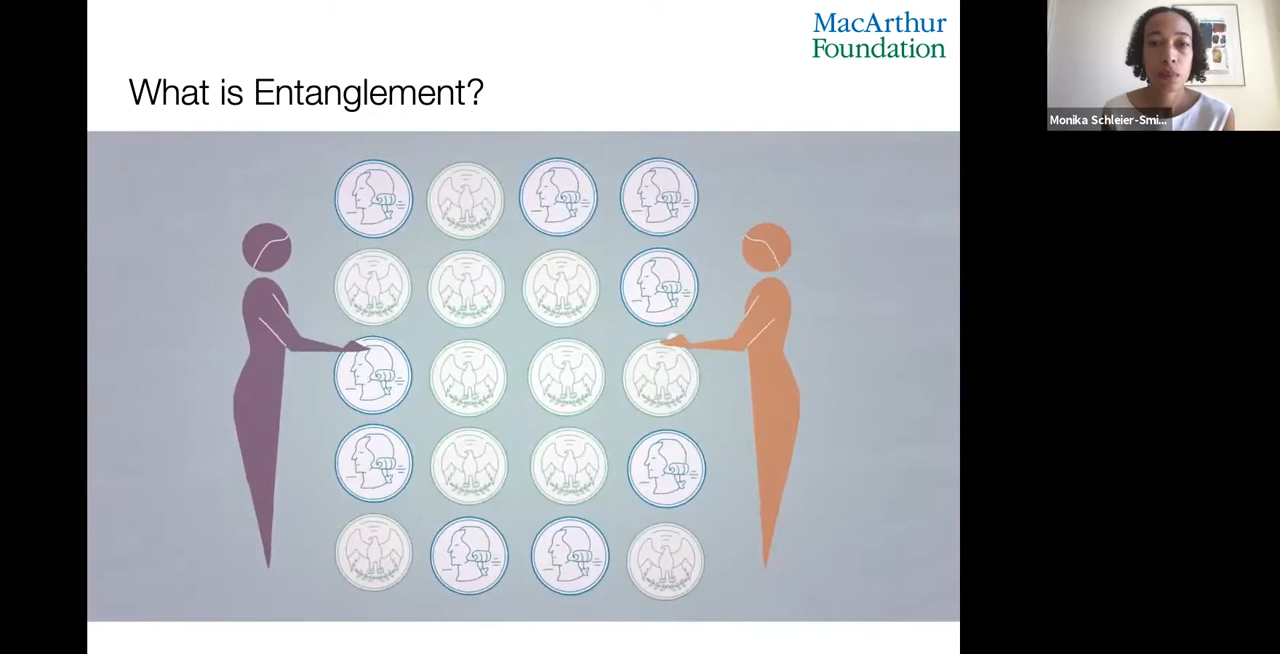 MacArthur
Foundation
What is Entanglement?
Monika Schleier-Smi...